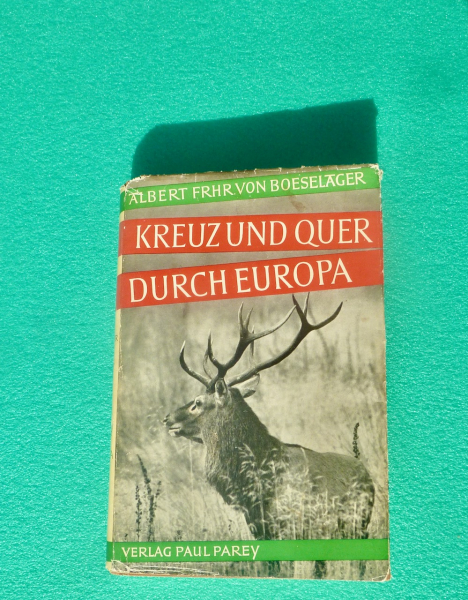 ALBERT FRHR. VON BOESELAGER
KREUZ UND QUER
DURCH EUROPA
VERLAG PAUL PAREY